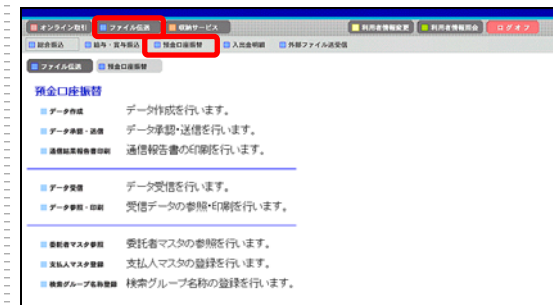 オンライン取引 ファイル伝送 収納サービス 利用者情報変更 利用者情報照会 ログオフ
総合振込 給与・賞与振込 預金口座振替 入出金明細 外部ファイル送受信
ファイル伝送 預金口座振替
預金口座振替
データ作成 データ作成を行います。
データ承認・送信 データ承認・送信を行います。
通信結果報告書印刷 通信報告書の印刷を行います。
データ受信 データ受信を行います。
データ参照・印刷 受信データの参照・印刷を行います。
委託者マスタ参照 委託者マスタの参照を行います。
支払人マスタ登録 支払人マスタの登録を行います。
検索グループ名称登録 検索グループ名称の登録を行います。